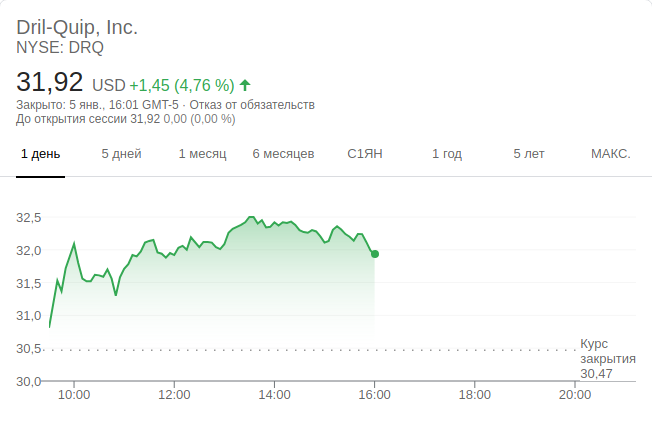 Dril-Quip, Inc.
NYSE: DRQ
31,92 USD +1,45 (4,76 %)
Закрыто: 5 янв., 16:01 GMT-5 · Отказ от обязательств
До открытия сессии 31,92 0,00 (0,00 %)
1 день 5 дней 1 месяц 6 месяцев С1ЯН 1 год 5 лет МАКС.
32,5
32,0
31,5
31,0
30,5
30,0
Курс
закрытия
30,47
10:00 12:00 14:00 16:00 18:00 20:00